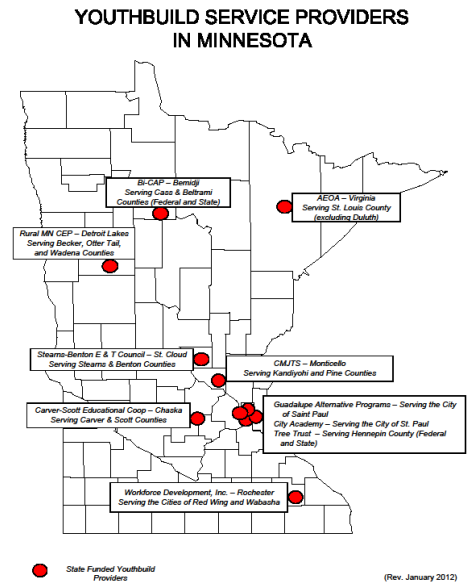 YOUTHBUILD SERVICE PROVIDERS
IN MINNESOTA
Bi-CAP – Bemidji
Serving Cass & Beltrami
Counties (Federal and State)
AEOA – Virginia
Serving St. Louis County
(excluding Duluth)
Rural MN CEP – Detroit Lakes
Serving Becker, Otter Tail,
and Wadena Counties
Stearns-Benton E & T Council – St. Cloud
Serving Stearns & Benton Counties
CMJTS – Monticello
Serving Kandiyohi and Pine Counties
Carver-Scott Educational Coop – Chaska
Serving Carver & Scott Counties
Guadalupe Alternative Programs – Serving the City
of Saint Paul
City Academy – Serving the City of St. Paul
Tree Trust – Serving Hennepin County (Federal
and State)
Workforce Development, Inc. – Rochester
Serving the Cities of Red Wing and Wabasha
State Funded Youthbuild
Providers
(Rev. January 2012)